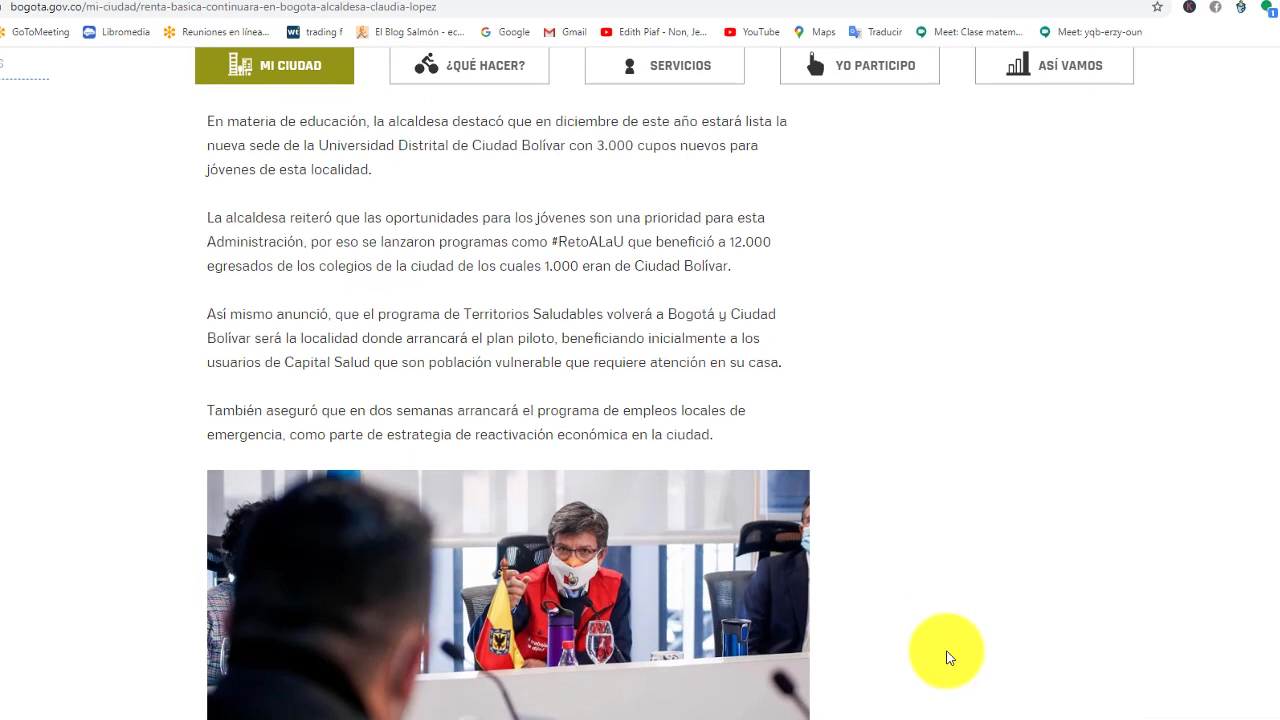 bogota.gov.co/mi-ciudad/renta-basica-continuara-en-bogota-alcaldesa-claudia-lopez
GoToMeeting Libromedia Reuniones en línea... wt trading f El Blog Salmón - ec... Google Gmail Edith Piaf - Non, Je... YouTube Maps Traducir Meet: Clase matem... Meet: yqb-erzy-oun
MI CIUDAD ¿QUÉ HACER? SERVICIOS YO PARTICIPO ASÍ VAMOS
En materia de educación, la alcaldesa destacó que en diciembre de este año estará lista la
nueva sede de la Universidad Distrital de Ciudad Bolívar con 3.000 cupos nuevos para
jóvenes de esta localidad.
La alcaldesa reiteró que las oportunidades para los jóvenes son una prioridad para esta
Administración, por eso se lanzaron programas como #RetoALaU que benefició a 12.000
egresados de los colegios de la ciudad de los cuales 1.000 eran de Ciudad Bolívar.
Así mismo anunció, que el programa de Territorios Saludables volverá a Bogotá y Ciudad
Bolívar será la localidad donde arrancará el plan piloto, beneficiando inicialmente a los
usuarios de Capital Salud que son población vulnerable que requiere atención en su casa.
También aseguró que en dos semanas arrancará el programa de empleos locales de
emergencia, como parte de estrategia de reactivación económica en la ciudad.